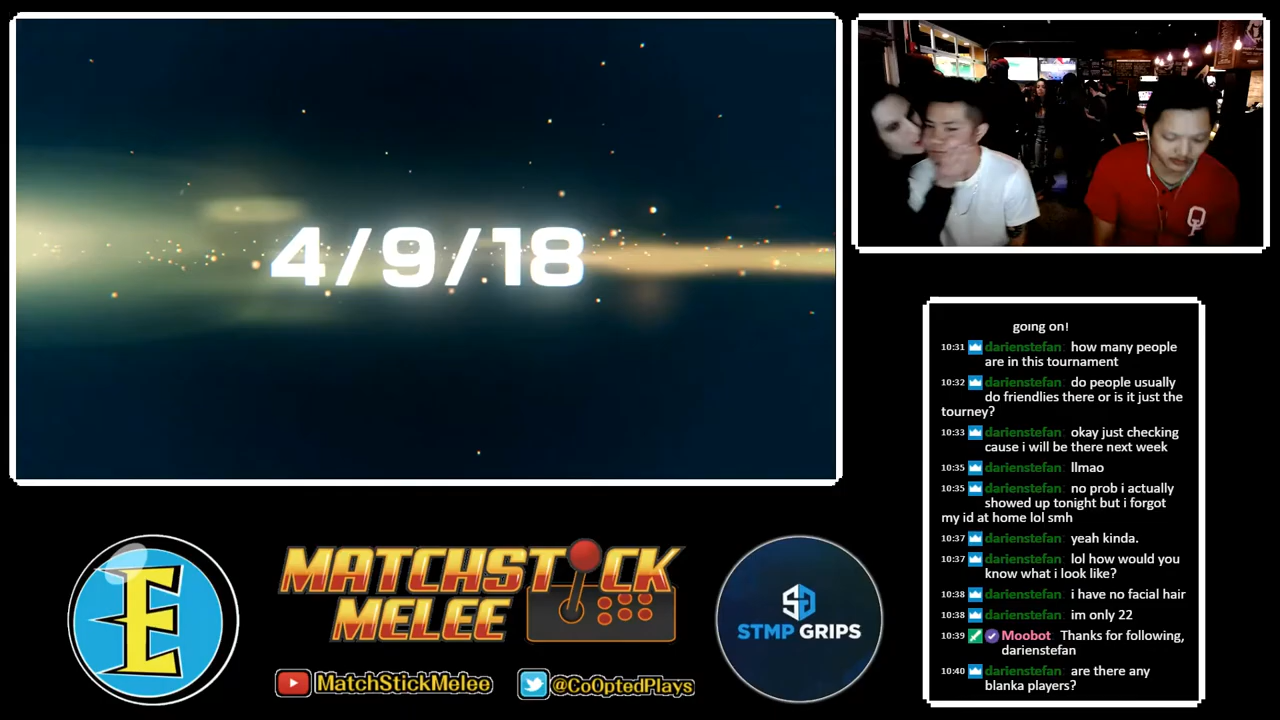 4/9/18
going on!
10:31 darienstefan: how many people
are in this tournament
10:32 darienstefan: do people usually
do friendlies there or is it just the
tourney?
10:33 darienstefan: okay just checking
cause i will be there next week
10:35 darienstefan: llmao
10:35 darienstefan: no prob i actually
showed up tonight but i forgot
my id at home lol smh
10:37 darienstefan: yeah kinda.
10:37 darienstefan: lol how would you
know what i look like?
10:38 darienstefan: i have no facial hair
10:38 darienstefan: im only 22
10:39 Moobot: Thanks for following,
darienstefan
10:40 darienstefan: are there any
blanka players?
E
MATCHSTICK
MELEE
MatchStickMelee
@CoOptedPlays
SG
STMP GRIPS